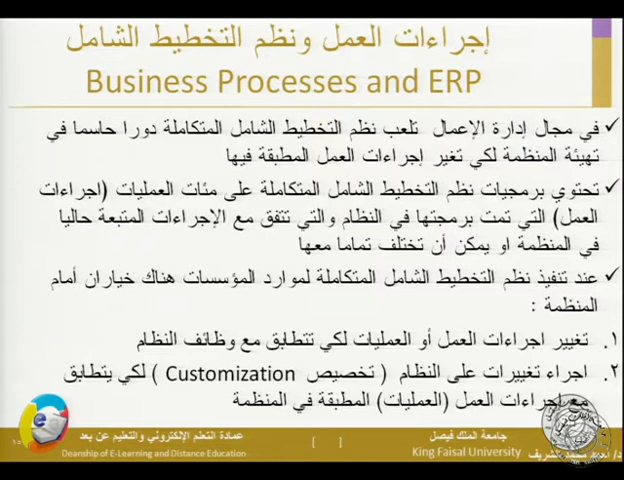 إجراءات العمل ونظم التخطيط الشامل
Business Processes and ERP
✓ في مجال إدارة الإعمال تلعب نظم التخطيط الشامل المتكاملة دورا حاسما في
تهيئة المنظمة لكي تغير إجراءات العمل المطبقة فيها
✓ تحتوي برمجيات نظم التخطيط الشامل المتكاملة على مئات العمليات (اجراءات
العمل) التي تمت برمجتها في النظام والتي تتفق مع الإجراءات المتبعة حاليا
في المنظمة او يمكن أن تختلف تماما معها
✓ عند تنفيذ نظم التخطيط الشامل المتكاملة لموارد المؤسسات هناك خياران أمام
المنظمة :
١. تغيير اجراءات العمل أو العمليات لكي تتطابق مع وظائف النظام
٢. اجراء تغييرات على النظام ( تخصيص Customization ) لكي يتطابق
مع إجراءات العمل (العمليات) المطبقة في المنظمة
عمادة التعلم الإلكتروني والتعليم عن بعد
Deanship of E-Learning and Distance Education
[ ]
جامعة الملك فيصل
King Faisal University
د/ أحمد محمد الشريف